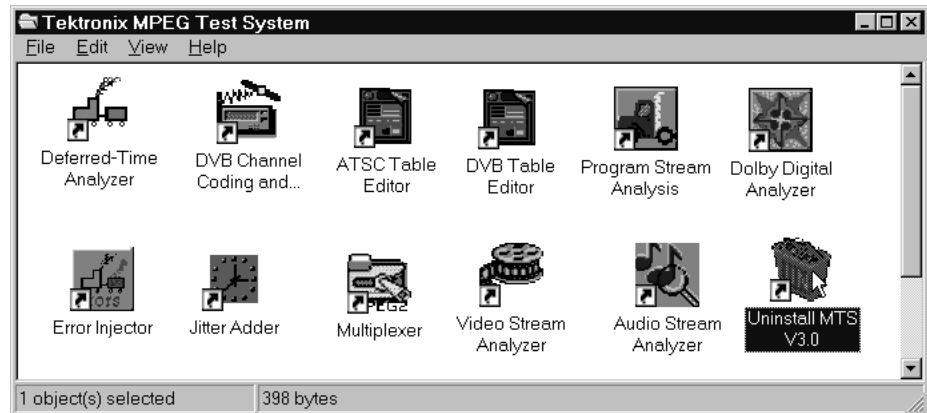 Tektronix MPEG Test System
File Edit View Help
Deferred-Time
Analyzer
DVB Channel
Coding and...
ATSC Table
Editor
DVB Table
Editor
Program Stream
Analysis
Dolby Digital
Analyzer
Error Injector
Jitter Adder
Multiplexer
Video Stream
Analyzer
Audio Stream
Analyzer
Uninstall MTS
V3.0
1 object(s) selected
398 bytes